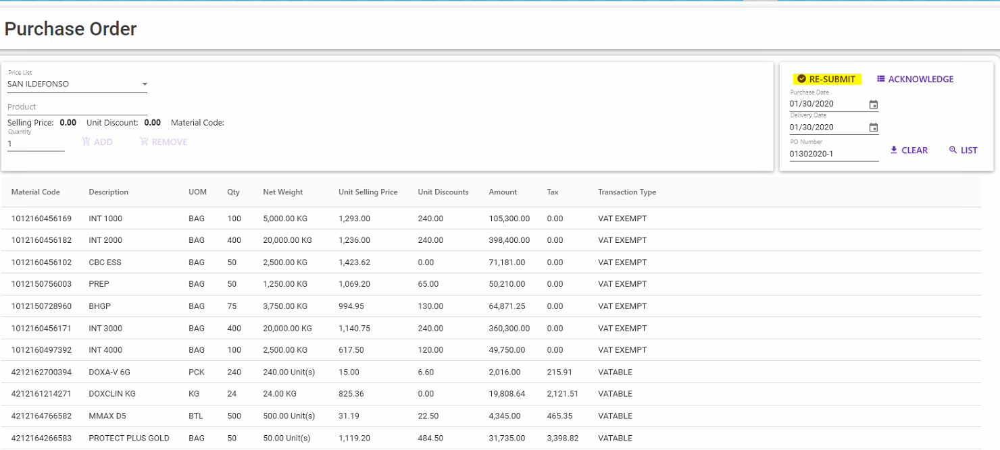 Purchase Order
Price List
SAN ILDEFONSO
Product
Selling Price: 0.00 Unit Discount: 0.00 Material Code:
Quantity
1
ADD REMOVE
RE-SUBMIT ACKNOWLEDGE
Purchase Date
01/30/2020
Delivery Date
01/30/2020
PO Number
01302020-1
CLEAR LIST
Material Code Description UOM Qty Net Weight Unit Selling Price Unit Discounts Amount Tax Transaction Type
1012160456169 INT 1000 BAG 100 5,000.00 KG 1,293.00 240.00 105,300.00 0.00 VAT EXEMPT
1012160456182 INT 2000 BAG 400 20,000.00 KG 1,236.00 240.00 398,400.00 0.00 VAT EXEMPT
1012160456102 CBC ESS BAG 50 2,500.00 KG 1,423.62 0.00 71,181.00 0.00 VAT EXEMPT
1012150756003 PREP BAG 50 1,250.00 KG 1,069.20 65.00 50,210.00 0.00 VAT EXEMPT
1012150728960 BHGP BAG 75 3,750.00 KG 994.95 130.00 64,871.25 0.00 VAT EXEMPT
1012160456171 INT 3000 BAG 400 20,000.00 KG 1,140.75 240.00 360,300.00 0.00 VAT EXEMPT
1012160497392 INT 4000 BAG 100 2,500.00 KG 617.50 120.00 49,750.00 0.00 VAT EXEMPT
4212162700394 DOXA-V 6G PCK 240 240.00 Unit(s) 15.00 6.60 2,016.00 215.91 VATABLE
4212161214271 DOXCLIN KG KG 24 24.00 KG 825.36 0.00 19,808.64 2,121.51 VATABLE
4212164766582 MMAX D5 BTL 500 500.00 Unit(s) 31.19 22.50 4,345.00 465.35 VATABLE
4212164266583 PROTECT PLUS GOLD BAG 50 50.00 Unit(s) 1,119.20 484.50 31,735.00 3,398.82 VATABLE